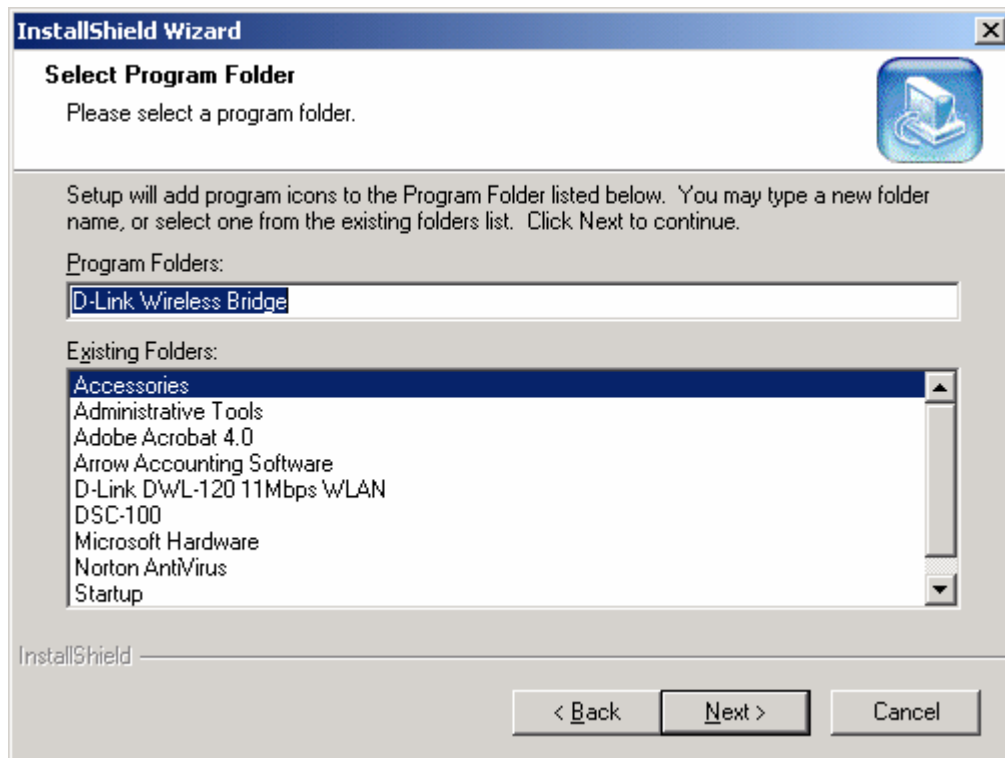 InstallShield Wizard
Select Program Folder
Please select a program folder.
Setup will add program icons to the Program Folder listed below.  You may type a new folder
name, or select one from the existing folders list.  Click Next to continue.
Program Folders:
D-Link Wireless Bridge
Existing Folders:
Accessories
Administrative Tools
Adobe Acrobat 4.0
Arrow Accounting Software
D-Link DWL-120 11Mbps WLAN
DSC-100
Microsoft Hardware
Norton AntiVirus
Startup
InstallShield
< Back
Next >
Cancel